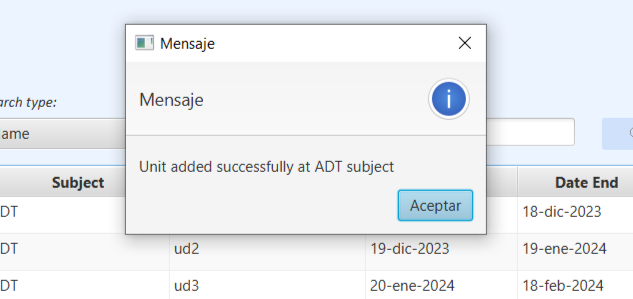 Mensaje
arch type:
Mensaje
ame
Unit added successfully at ADT subject
Aceptar
Subject Date End
DT 18-dic-2023
DT ud2 19-dic-2023 19-ene-2024
DT ud3 20-ene-2024 18-feb-2024